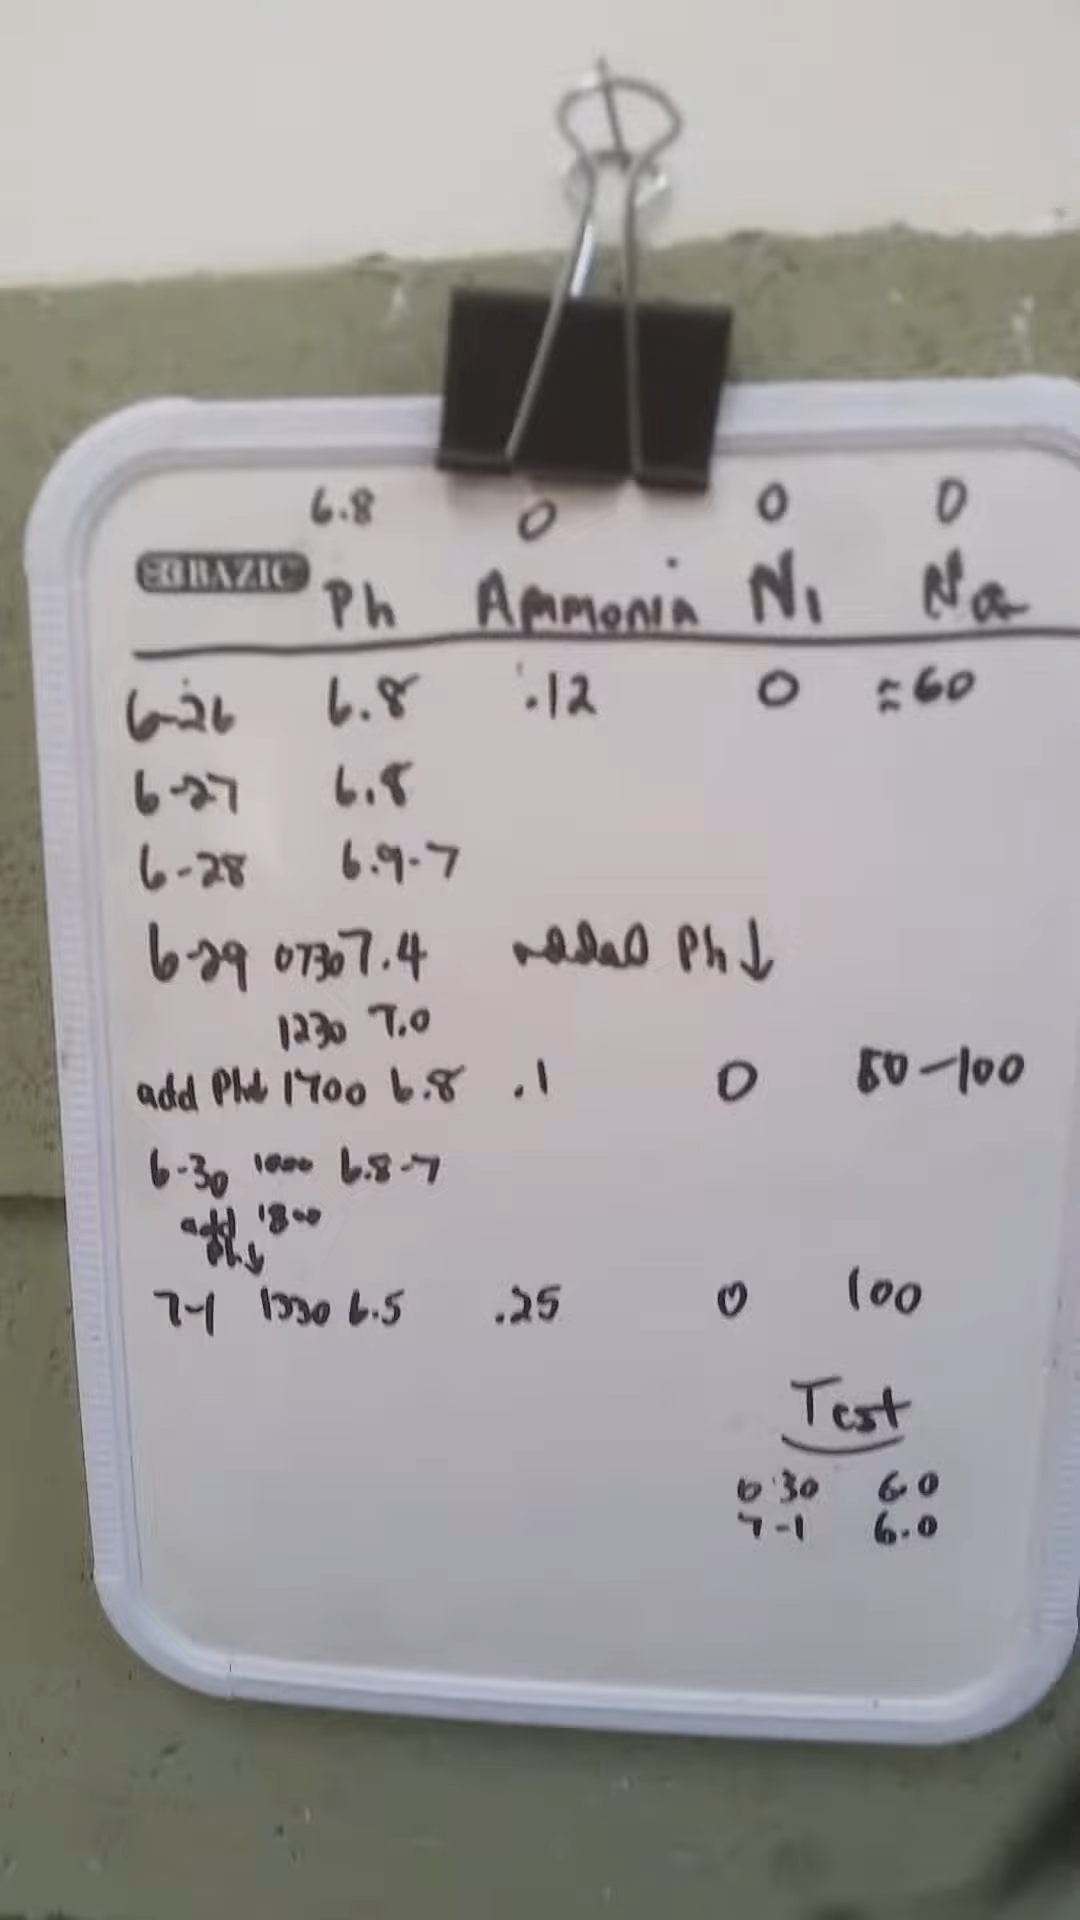 6.8 0 0 0
BAZIC
Ph Ammonia Ni Na
6-26 6.8 .12 0 ≈60
6-27 6.8
6-28 6.9-7
6-29 0730 7.4 added Ph↓
1230 7.0
add Ph↓ 1700 6.8 .1 0 80-100
6-30 1000 6.8-7
add 1800
Ph↓
7-1 1330 6.5 .25 0 100
Test
6-30 6.0
7-1 6.0